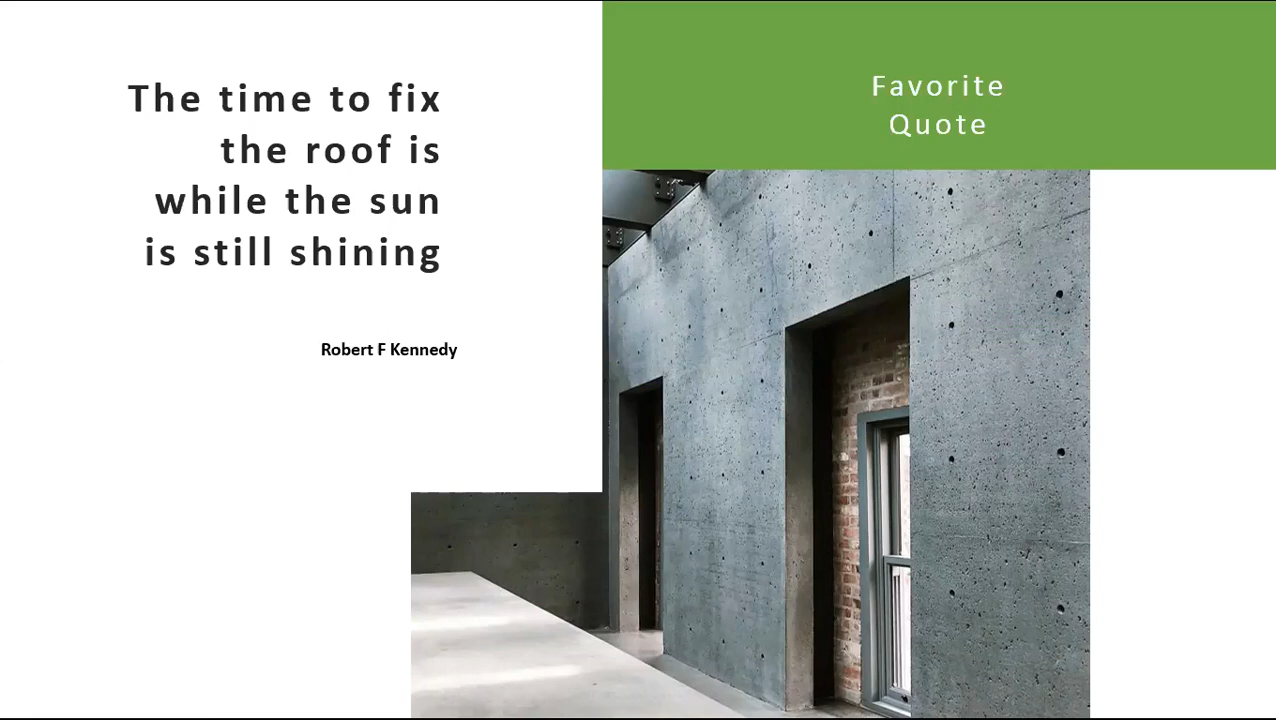 The time to fix
the roof is
while the sun
is still shining
Robert F Kennedy
Favorite
Quote